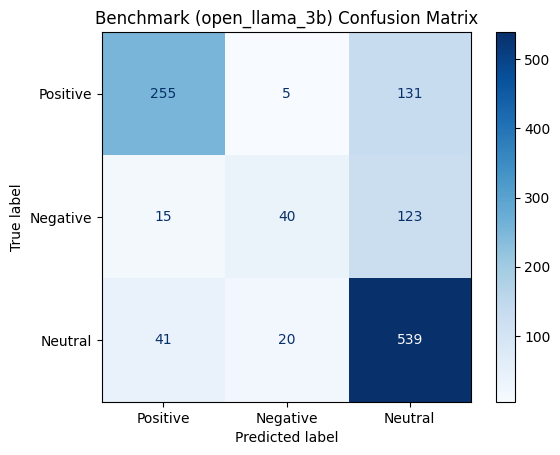 Benchmark (open_llama_3b) Confusion Matrix
Positive 255 5 131
Negative 15 40 123
Neutral 41 20 539
Positive Negative Neutral
Predicted label
True label
500
400
300
200
100